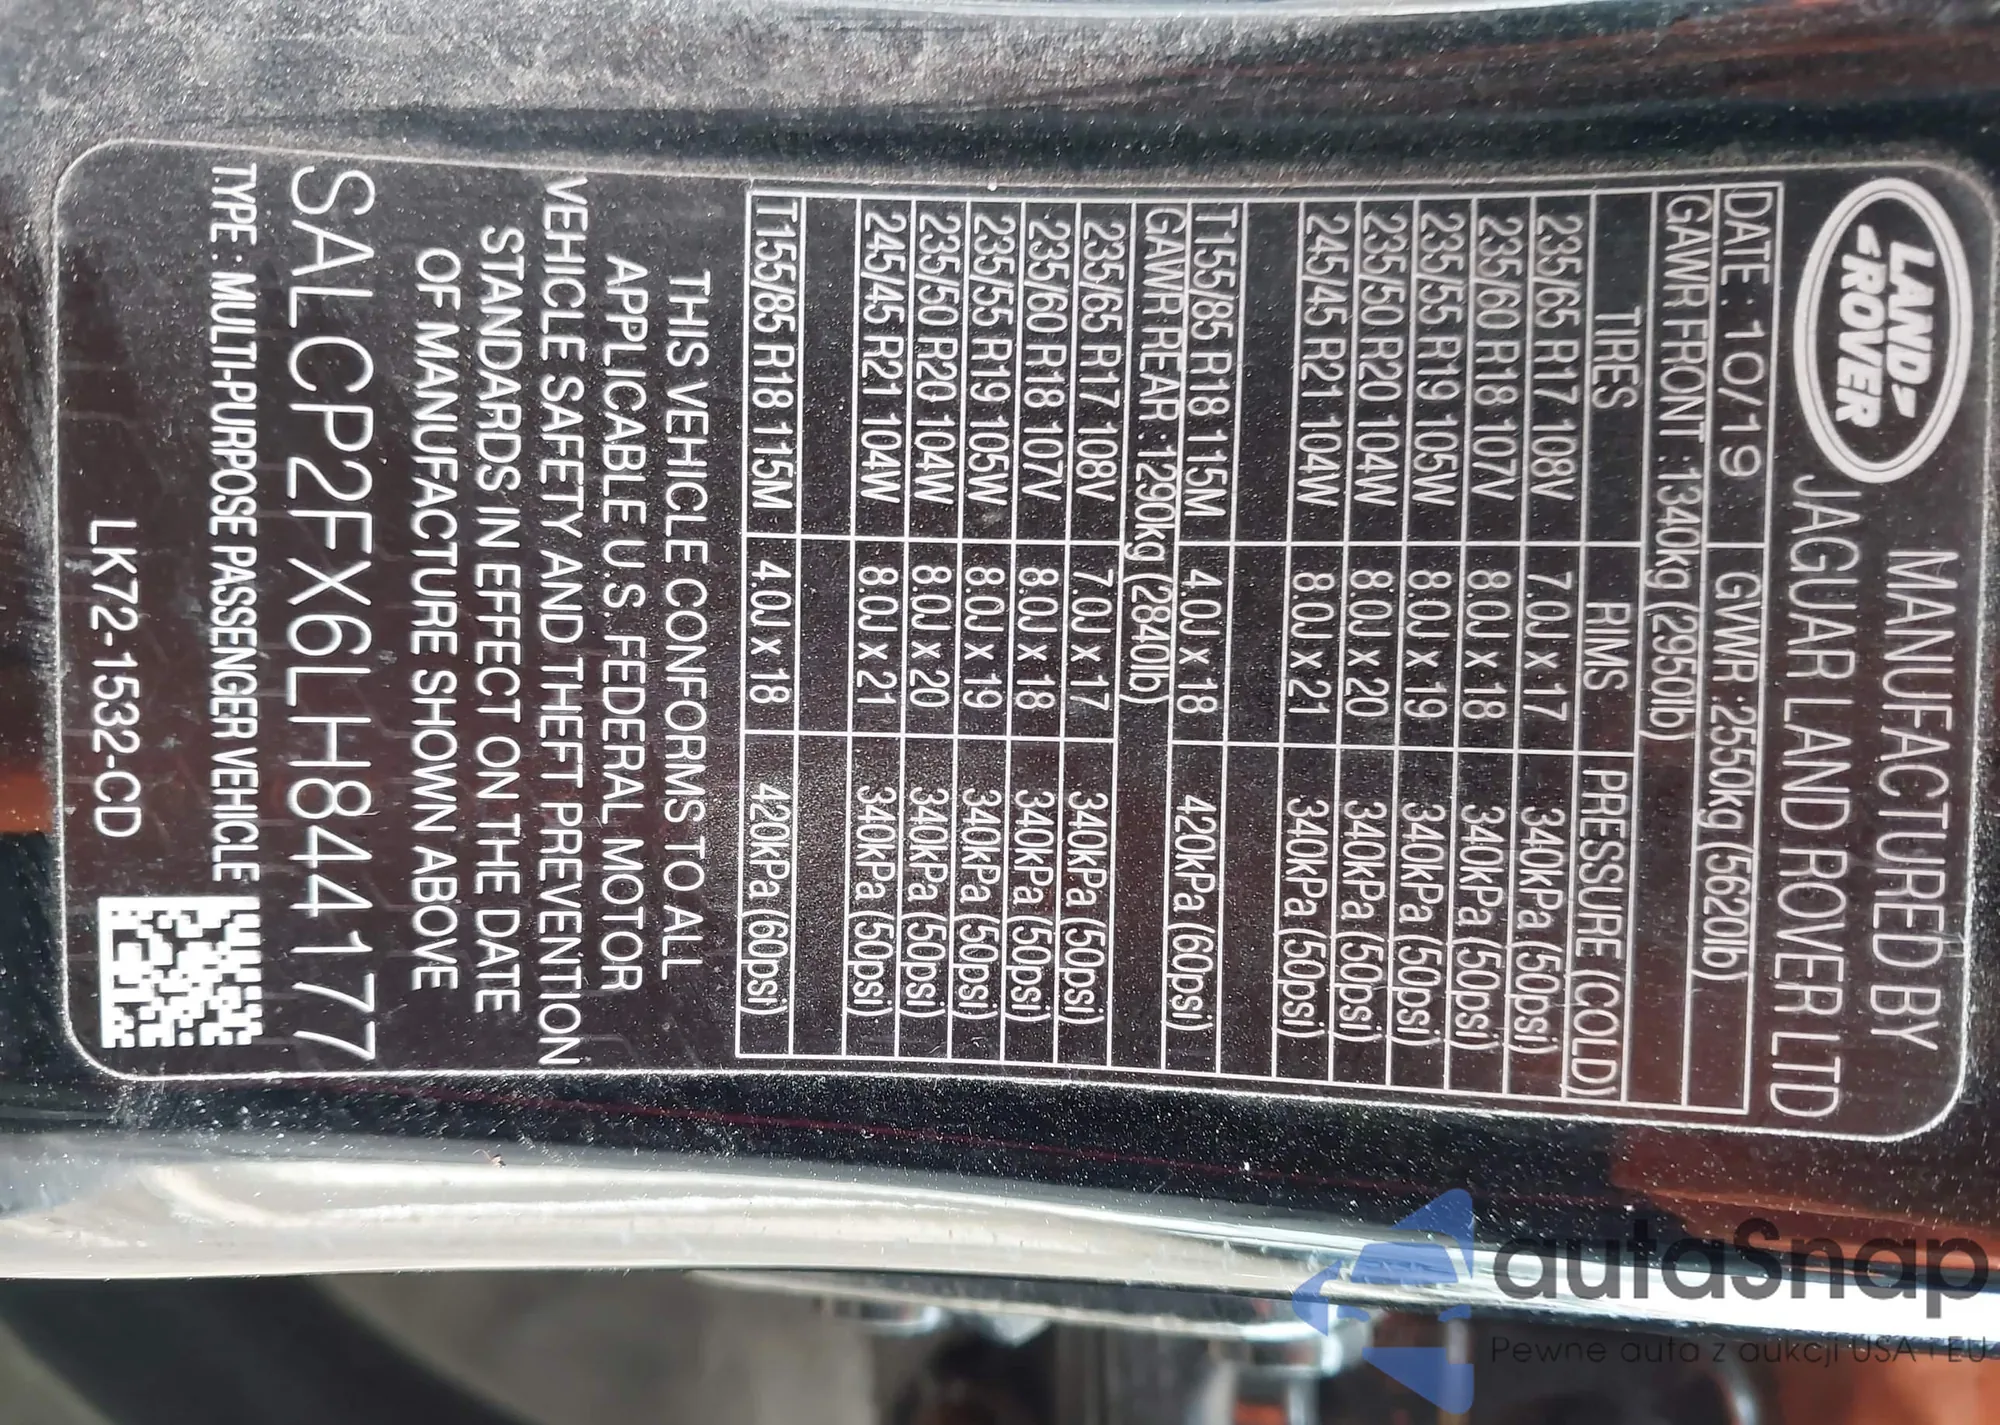 LAND-
-ROVER
MANUFACTURED BY
JAGUAR LAND ROVER LTD
DATE : 10/19 GVWR :2550kg (5620lb)
GAWR FRONT :1340kg (2950lb)
TIRES RIMS PRESSURE (COLD)
235/65 R17 108V 7.0J x 17 340kPa (50psi)
235/60 R18 107V 8.0J x 18 340kPa (50psi)
235/55 R19 105W 8.0J x 19 340kPa (50psi)
235/50 R20 104W 8.0J x 20 340kPa (50psi)
245/45 R21 104W 8.0J x 21 340kPa (50psi)
T155/85 R18 115M 4.0J x 18 420kPa (60psi)
GAWR REAR :1290kg (2840lb)
235/65 R17 108V 7.0J x 17 340kPa (50psi)
235/60 R18 107V 8.0J x 18 340kPa (50psi)
235/55 R19 105W 8.0J x 19 340kPa (50psi)
235/50 R20 104W 8.0J x 20 340kPa (50psi)
245/45 R21 104W 8.0J x 21 340kPa (50psi)
T155/85 R18 115M 4.0J x 18 420kPa (60psi)
THIS VEHICLE CONFORMS TO ALL
APPLICABLE U.S. FEDERAL MOTOR
VEHICLE SAFETY AND THEFT PREVENTION
STANDARDS IN EFFECT ON THE DATE
OF MANUFACTURE SHOWN ABOVE
SALCP2FX6LH844177
TYPE : MULTI-PURPOSE PASSENGER VEHICLE
LK72-1532-CD
autaSnap
Pewne auta z aukcji USA i EU